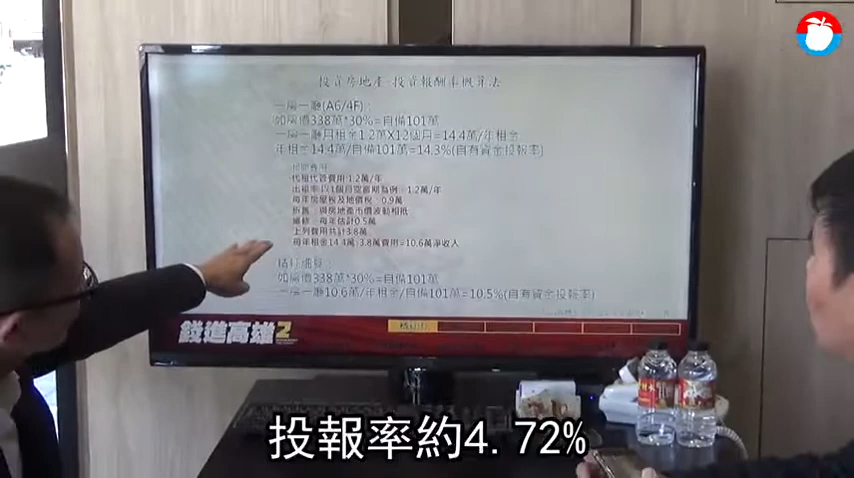 投資房地產-投資報酬率概算法
一房一廳(A6/4F):
如房價338萬*30%=自備101萬
一房一廳月租金1.2萬X12個月=14.4萬/年租金
年租金14.4萬/自備101萬=14.3%(自有資金投報率)
相關費用
代租代管費用:1.2萬/年
出租率以1個月空窗期為例:1.2萬/年
每年房屋稅及地價稅:0.9萬
折舊:與房地產市價波動相抵
維修:每年估計0.5萬
上列費用共計3.8萬
每年租金14.4萬-3.8萬費用=10.6萬淨收入
精打細算:
如房價338萬*30%=自備101萬
一房一廳10.6萬/年租金/自備101萬=10.5%(自有資金投報率)
錢進高雄2
投報率約4.72%